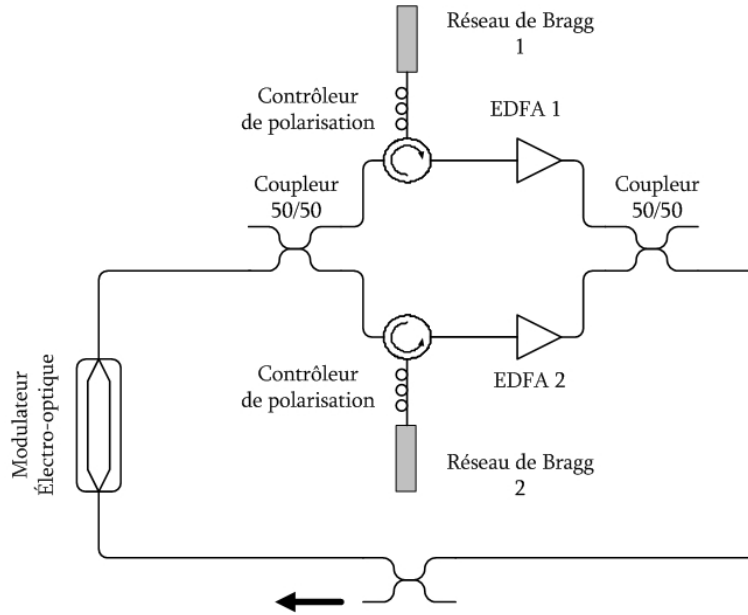 Réseau de Bragg
1
Contrôleur
de polarisation
EDFA 1
Coupleur
50/50
Coupleur
50/50
Modulateur
Électro-optique
Contrôleur
de polarisation
EDFA 2
Réseau de Bragg
2